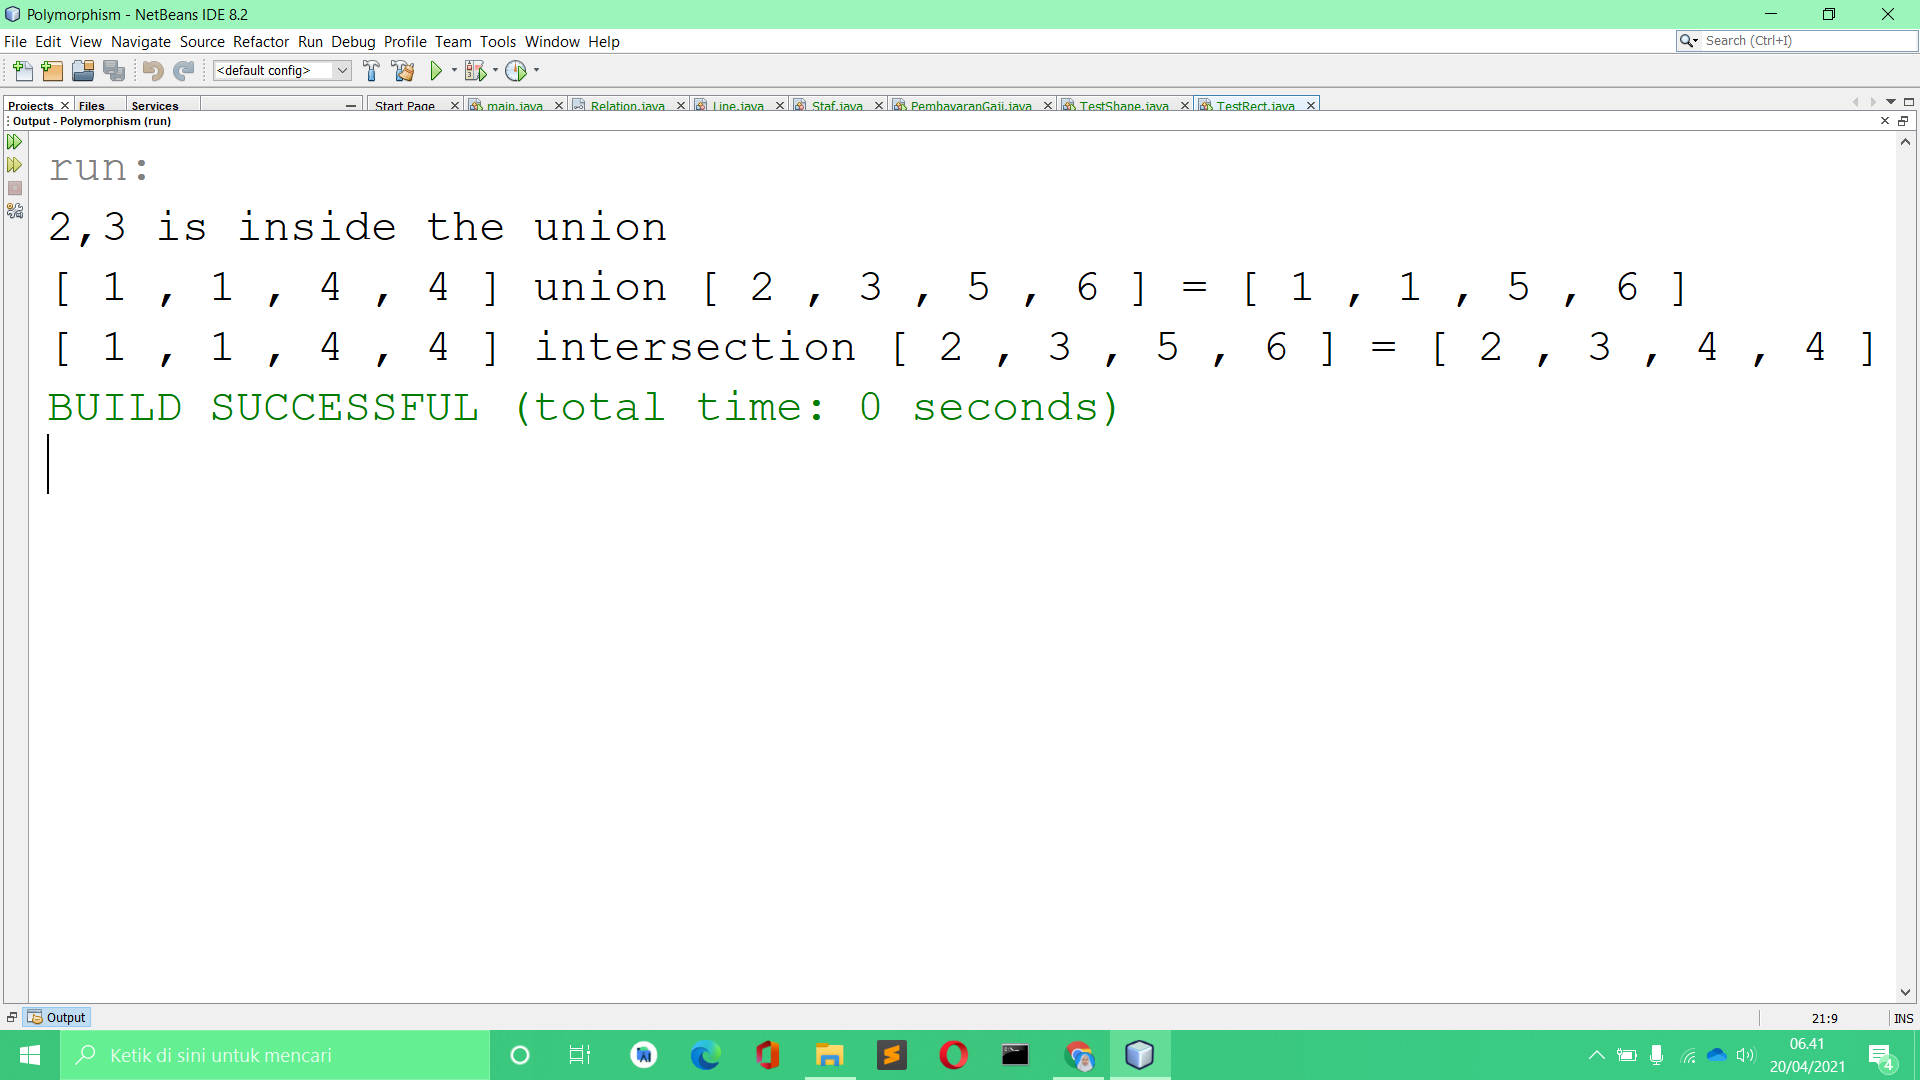 Polymorphism - NetBeans IDE 8.2
File Edit View Navigate Source Refactor Run Debug Profile Team Tools Window Help
Search (Ctrl+I)
<default config>
Projects Files Services Start Page main.java Relation.java Line.java Staf.java PembayaranGaji.java TestShape.java TestRect.java
Output - Polymorphism (run)
run:
2,3 is inside the union
[ 1 , 1 , 4 , 4 ] union [ 2 , 3 , 5 , 6 ] = [ 1 , 1 , 5 , 6 ]
[ 1 , 1 , 4 , 4 ] intersection [ 2 , 3 , 5 , 6 ] = [ 2 , 3 , 4 , 4 ]
BUILD SUCCESSFUL (total time: 0 seconds)
Output
21:9 INS
Ketik di sini untuk mencari
06.41
20/04/2021
4